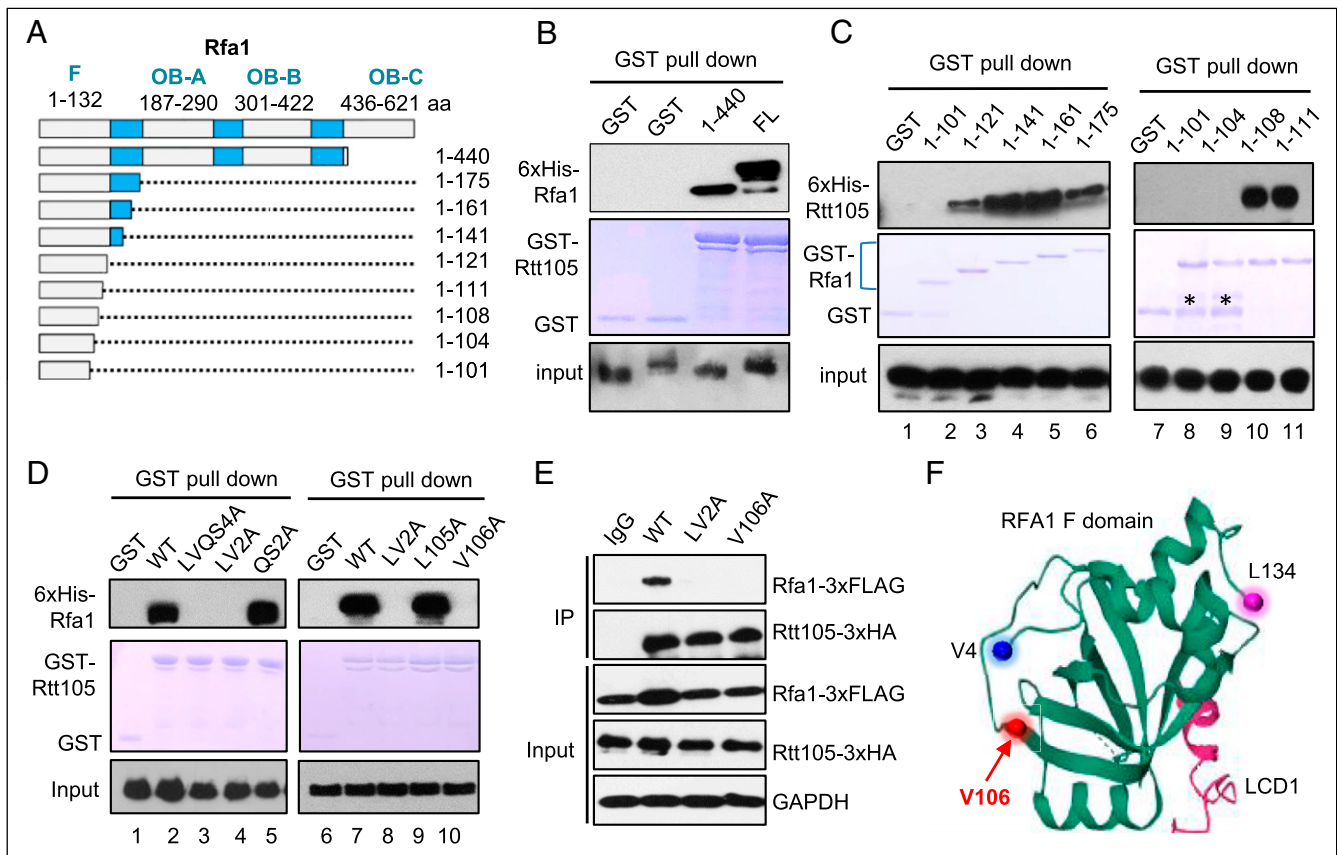 A
Rfa1
F OB-A OB-B OB-C
1-132 187-290 301-422 436-621 aa
1-440
1-175
1-161
1-141
1-121
1-111
1-108
1-104
1-101
B
GST pull down
GST GST 1-440 FL
6xHis-
Rfa1
GST-
Rtt105
GST
input
C
GST pull down GST pull down
GST 1-101 1-121 1-141 1-161 1-175 GST 1-101 1-104 1-108 1-111
6xHis-
Rtt105
GST-
Rfa1
* *
GST
input
1 2 3 4 5 6 7 8 9 10 11
D
GST pull down GST pull down
GST WT LVQS4A LV2A QS2A GST WT LV2A L105A V106A
6xHis-
Rfa1
GST-
Rtt105
GST
Input
1 2 3 4 5 6 7 8 9 10
E
IgG WT LV2A V106A
IP
Rfa1-3xFLAG
Rtt105-3xHA
Input
Rfa1-3xFLAG
Rtt105-3xHA
GAPDH
F
RFA1 F domain
L134
V4
V106
LCD1